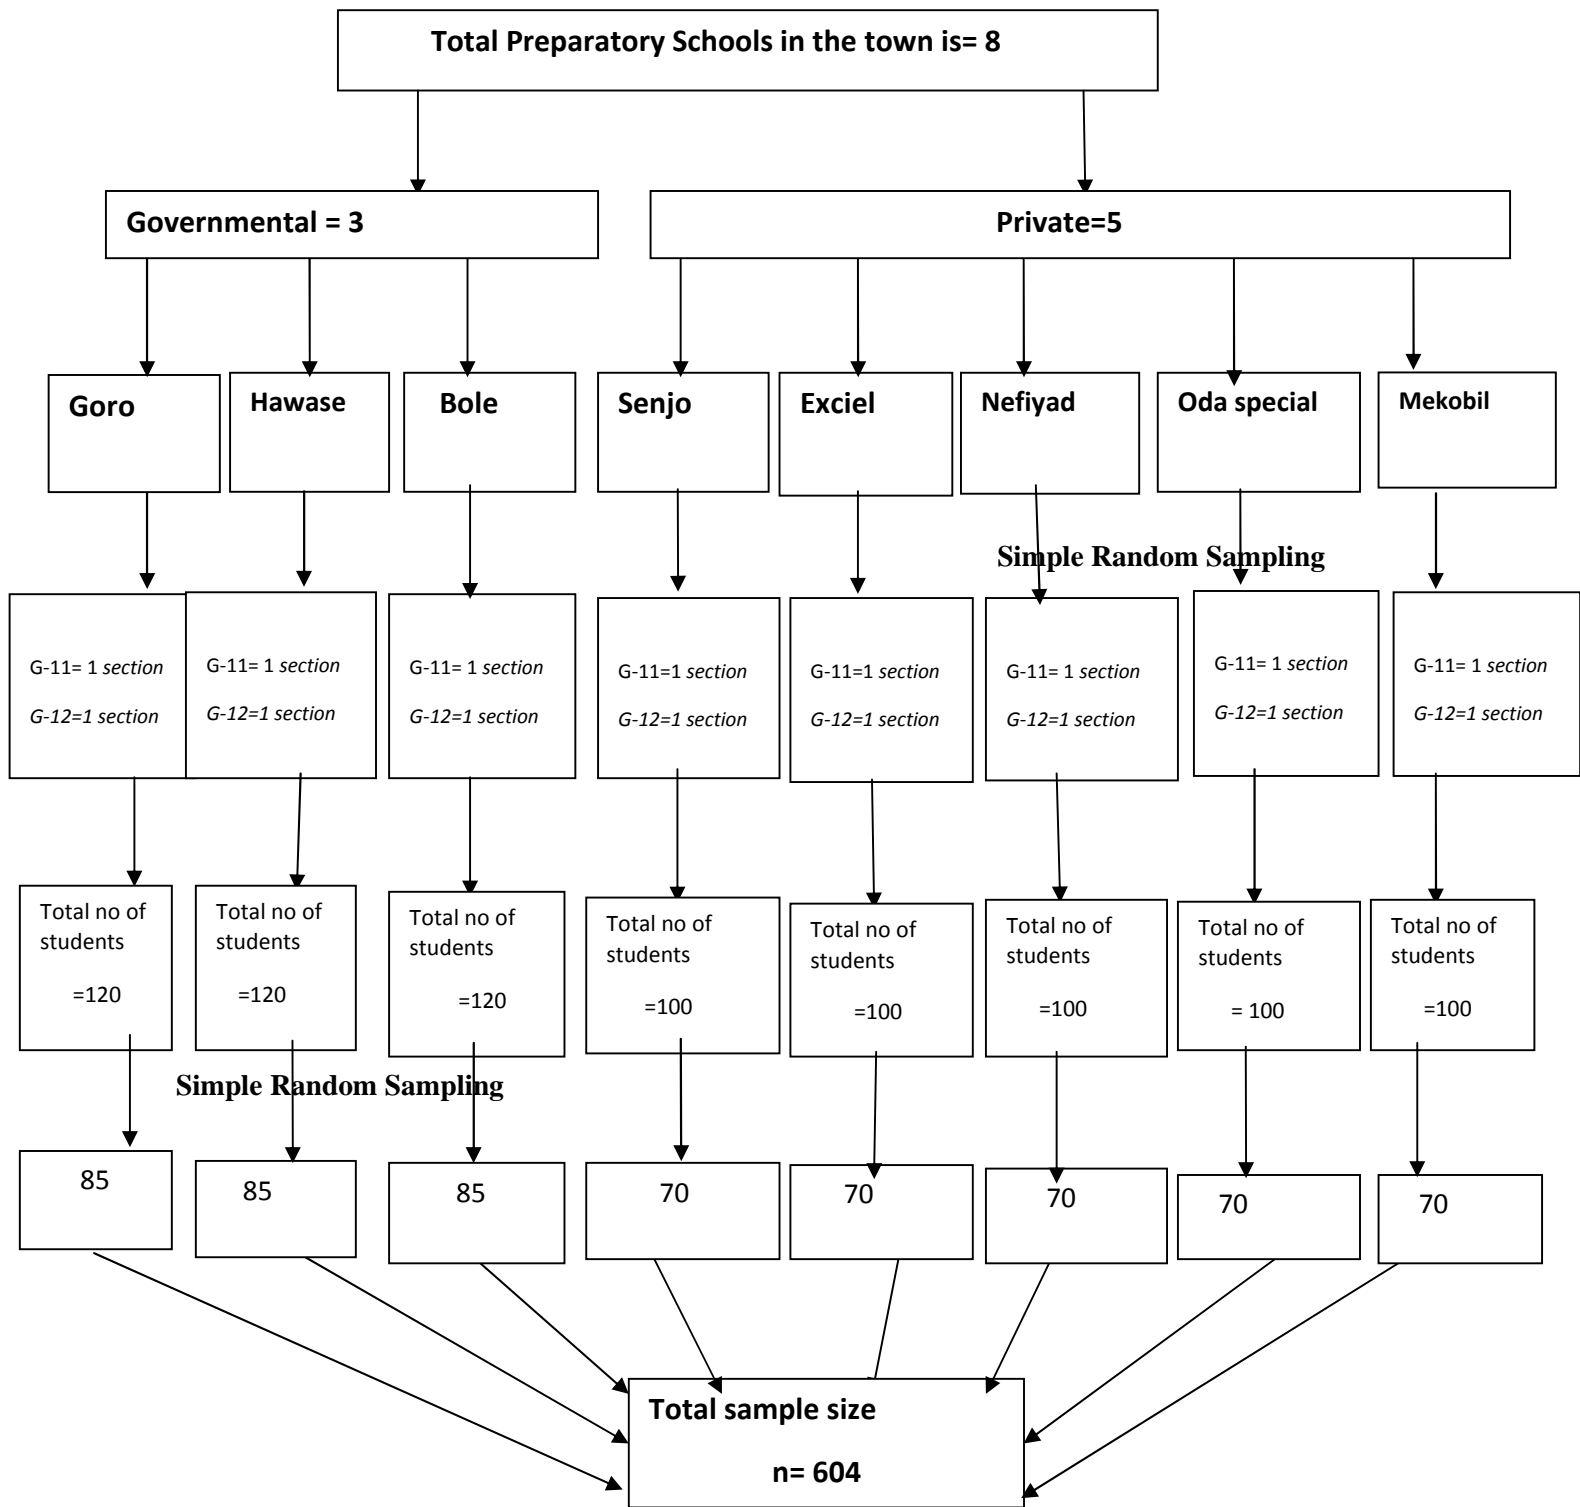 Total Preparatory Schools in the town is= 8
Governmental = 3
Private=5
Goro
Hawase
Bole
Senjo
Exciel
Nefiyad
Oda special
Mekobil
Simple Random Sampling
G-11= 1 section
G-12=1 section
G-11= 1 section
G-12=1 section
G-11= 1 section
G-12=1 section
G-11=1 section
G-12=1 section
G-11=1 section
G-12=1 section
G-11= 1 section
G-12=1 section
G-11= 1 section
G-12=1 section
G-11= 1 section
G-12=1 section
Total no of
students
=120
Total no of
students
=120
Total no of
students
=120
Total no of
students
=100
Total no of
students
=100
Total no of
students
=100
Total no of
students
= 100
Total no of
students
=100
Simple Random Sampling
85
85
85
70
70
70
70
70
Total sample size
n= 604